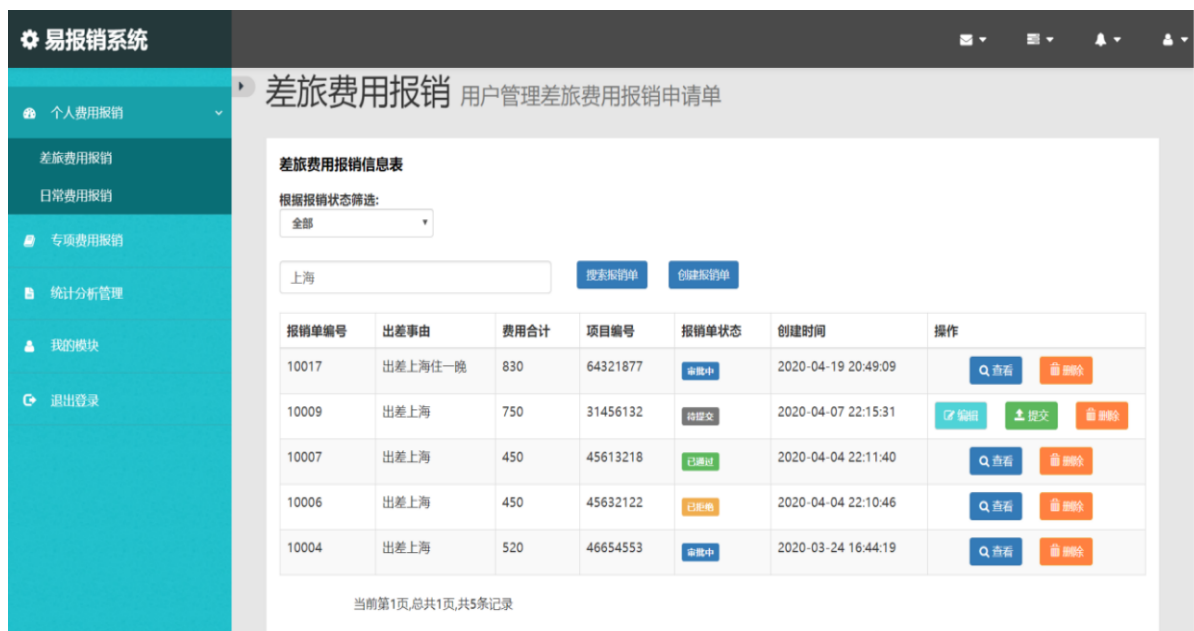 易报销系统
差旅费用报销 用户管理差旅费用报销申请单
个人费用报销
差旅费用报销
日常费用报销
专项费用报销
统计分析管理
我的模块
退出登录
差旅费用报销信息表
根据报销状态筛选:
全部
上海 搜索报销单 创建报销单
报销单编号 出差事由 费用合计 项目编号 报销单状态 创建时间 操作
10017 出差上海住一晚 830 64321877 审批中 2020-04-19 20:49:09 查看 删除
10009 出差上海 750 31456132 待提交 2020-04-07 22:15:31 编辑 提交 删除
10007 出差上海 450 45613218 已通过 2020-04-04 22:11:40 查看 删除
10006 出差上海 450 45632122 已拒绝 2020-04-04 22:10:46 查看 删除
10004 出差上海 520 46654553 审批中 2020-03-24 16:44:19 查看 删除
当前第1页,总共1页,共5条记录